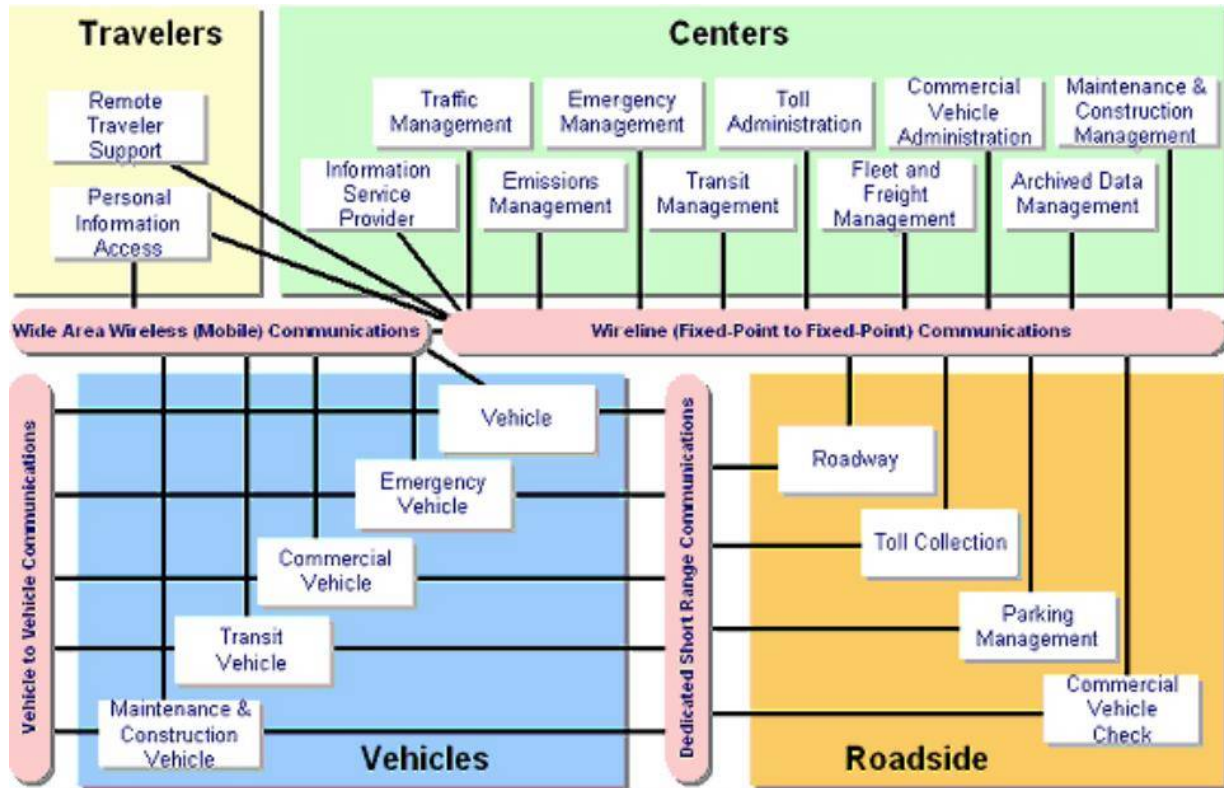 Travelers
Remote
Traveler
Support
Personal
Information
Access
Centers
Traffic
Management
Emergency
Management
Toll
Administration
Commercial
Vehicle
Administration
Maintenance &
Construction
Management
Information
Service
Provider
Emissions
Management
Transit
Management
Fleet and
Freight
Management
Archived Data
Management
Wide Area Wireless (Mobile) Communications
Wireline (Fixed-Point to Fixed-Point) Communications
Vehicle to Vehicle Communications
Vehicle
Emergency
Vehicle
Commercial
Vehicle
Transit
Vehicle
Maintenance &
Construction
Vehicle
Vehicles
Dedicated Short Range Communications
Roadway
Toll Collection
Parking
Management
Commercial
Vehicle
Check
Roadside